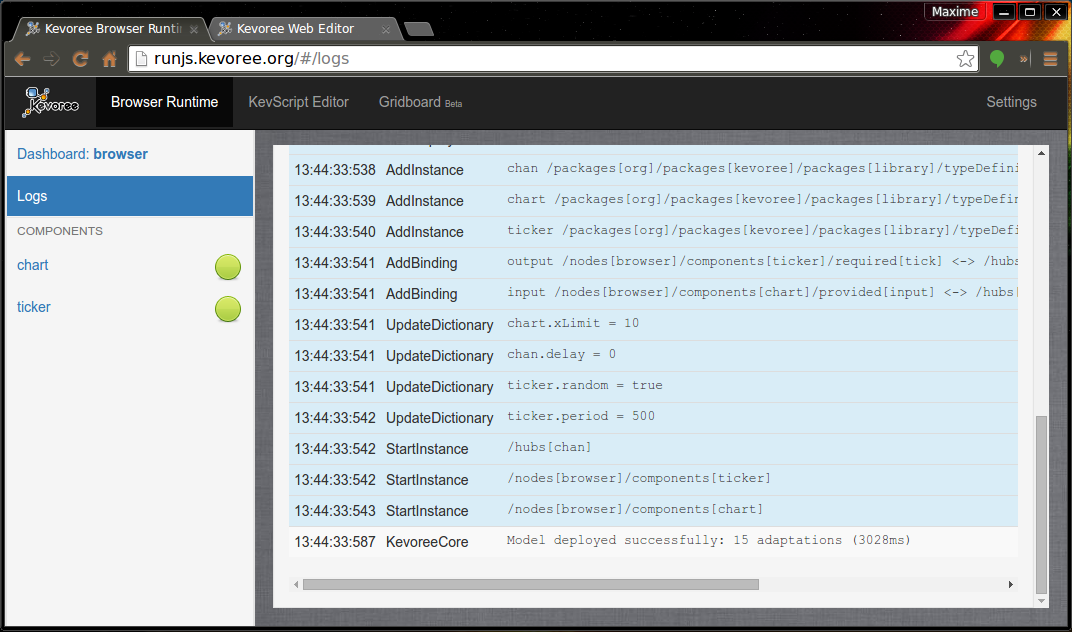 Maxime
Kevoree Browser Runti
Kevoree Web Editor
runjs.kevoree.org/#/logs
Kevoree
Browser Runtime
KevScript Editor
Gridboard Beta
Settings
Dashboard: browser
Logs
COMPONENTS
chart
ticker
13:44:33:538 AddInstance chan /packages[org]/packages[kevoree]/packages[library]/typeDefini
13:44:33:539 AddInstance chart /packages[org]/packages[kevoree]/packages[library]/typeDefin
13:44:33:540 AddInstance ticker /packages[org]/packages[kevoree]/packages[library]/typeDefi
13:44:33:541 AddBinding output /nodes[browser]/components[ticker]/required[tick] <-> /hubs
13:44:33:541 AddBinding input /nodes[browser]/components[chart]/provided[input] <-> /hubs[
13:44:33:541 UpdateDictionary chart.xLimit = 10
13:44:33:541 UpdateDictionary chan.delay = 0
13:44:33:541 UpdateDictionary ticker.random = true
13:44:33:542 UpdateDictionary ticker.period = 500
13:44:33:542 StartInstance /hubs[chan]
13:44:33:542 StartInstance /nodes[browser]/components[ticker]
13:44:33:543 StartInstance /nodes[browser]/components[chart]
13:44:33:587 KevoreeCore Model deployed successfully: 15 adaptations (3028ms)